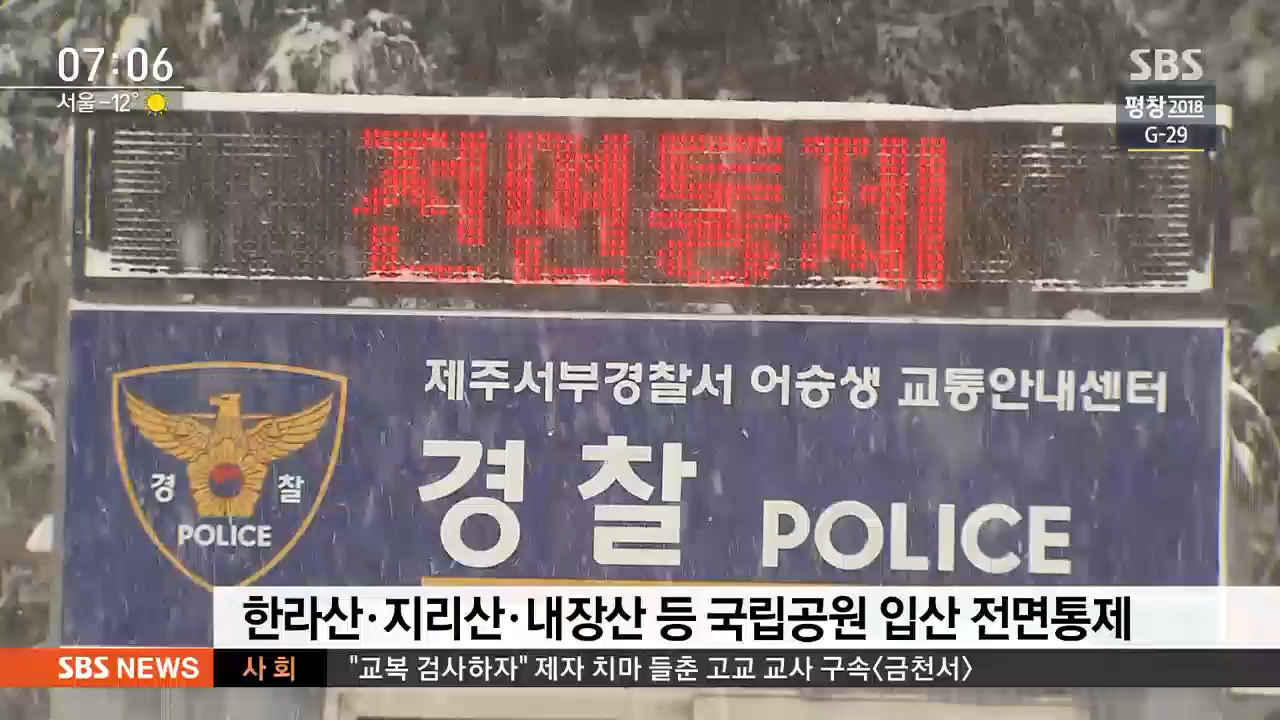 07:06
서울 -12°
SBS
평창 2018
G-29
전면통제
제주서부경찰서 어승생 교통안내센터
경찰 POLICE
경 찰
POLICE
한라산·지리산·내장산 등 국립공원 입산 전면통제
SBS NEWS 사회 "교복 검사하자" 제자 치마 들춘 고교 교사 구속〈금천서〉